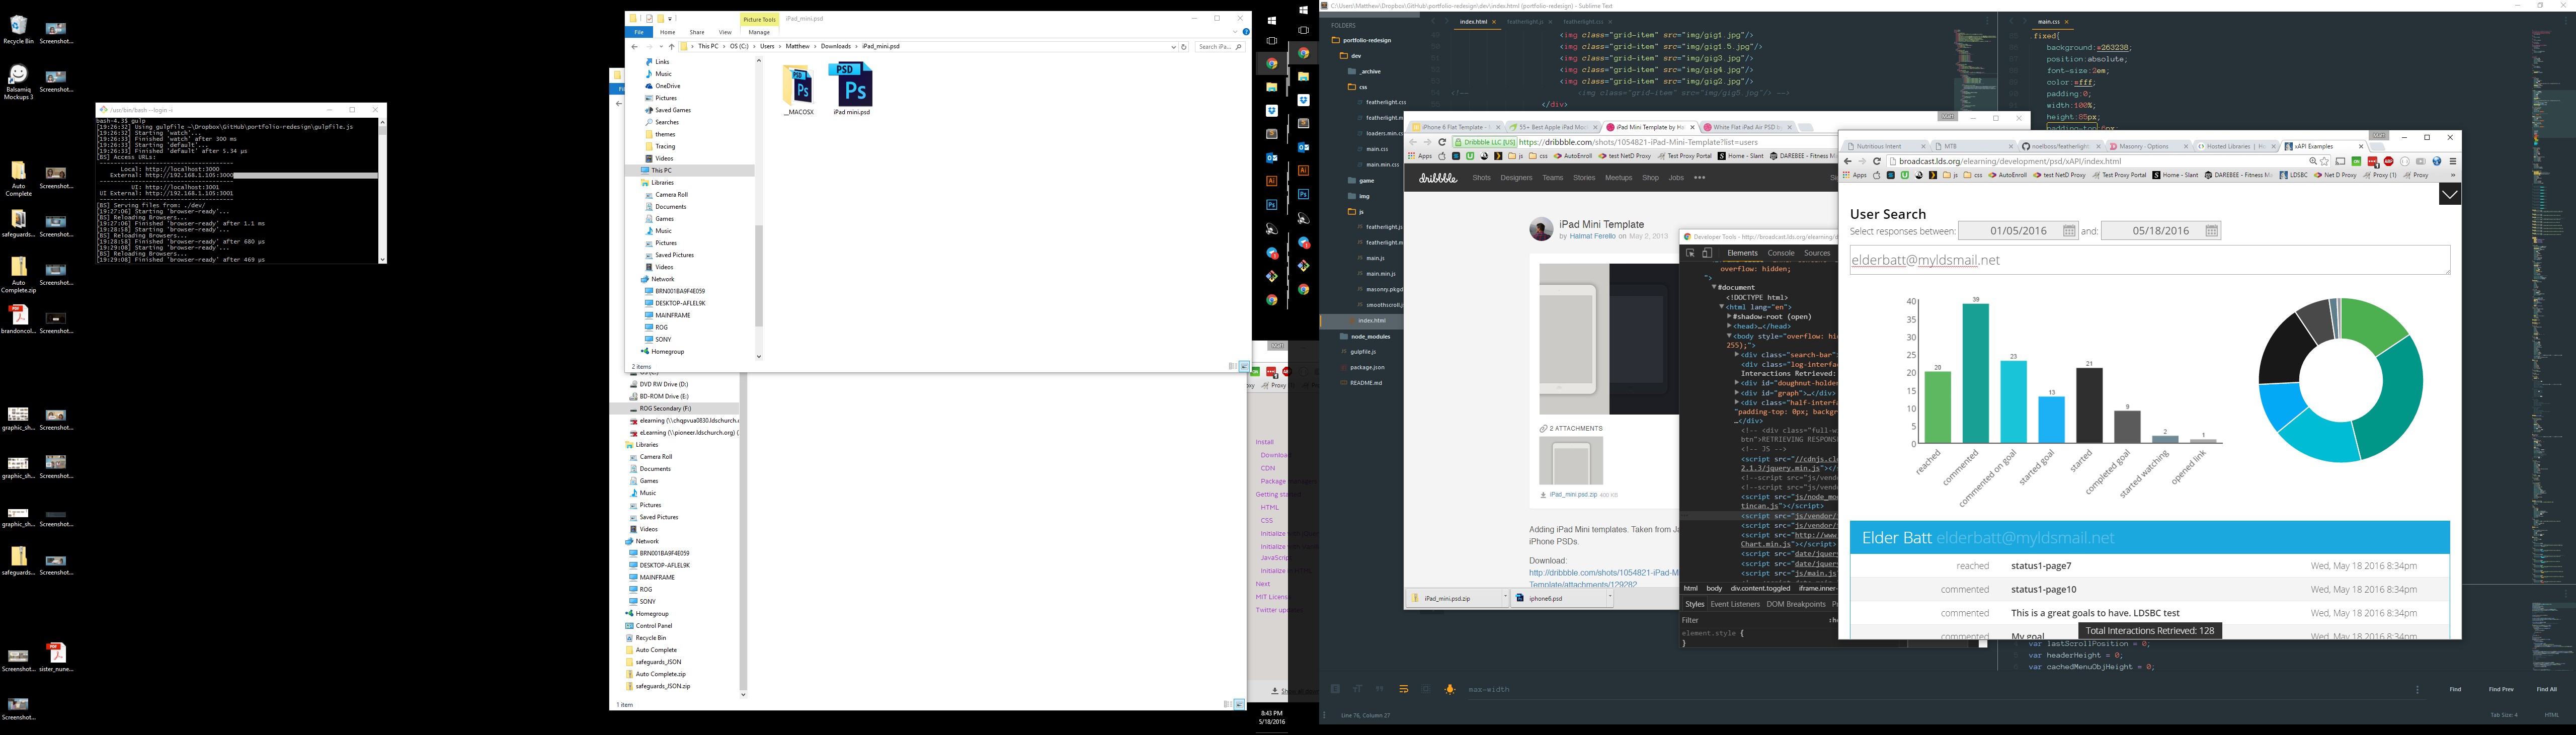 Recycle Bin
Screenshot...
Balsamiq
Mockups 3
Screenshot...
Auto
Complete
Screenshot...
safeguards...
Screenshot...
Auto
Complete.zip
Screenshot...
brandoncol...
Screenshot...
graphic_sh...
Screenshot...
graphic_sh...
Screenshot...
graphic_sh...
Screenshot...
safeguards...
Screenshot...
Screenshot...
sister_nune...
Screenshot...
/usr/bin/bash --login -i
bash-4.3$ gulp
[19:26:32] Using gulpfile ~\Dropbox\GitHub\portfolio-redesign\gulpfile.js
[19:26:32] Starting 'watch'...
[19:26:33] Finished 'watch' after 300 ms
[19:26:33] Starting 'default'...
[19:26:33] Finished 'default' after 5.34 μs
[BS] Access URLs:
Local: http://localhost:3000
External: http://192.168.1.105:3000
UI: http://localhost:3001
UI External: http://192.168.1.105:3001
[BS] Serving files from: ./dev/
[19:27:06] Starting 'browser-ready'...
[BS] Reloading Browsers...
[19:27:06] Finished 'browser-ready' after 1.1 ms
[19:28:58] Starting 'browser-ready'...
[BS] Reloading Browsers...
[19:28:58] Finished 'browser-ready' after 680 μs
[19:29:08] Starting 'browser-ready'...
[BS] Reloading Browsers...
[19:29:08] Finished 'browser-ready' after 469 μs
Picture Tools
iPad_mini.psd
File
Home
Share
View
Manage
This PC > OS (C:) > Users > Matthew > Downloads > iPad_mini.psd
Search iPa...
Links
Music
OneDrive
Pictures
Saved Games
Searches
themes
Tracing
Videos
This PC
Libraries
Camera Roll
Documents
Games
Music
Pictures
Saved Pictures
Videos
Network
BRN001BA9F4E059
DESKTOP-AFLEL9K
MAINFRAME
ROG
SONY
Homegroup
__MACOSX
iPad mini.psd
2 items
DVD RW Drive (D:)
BD-ROM Drive (E:)
ROG Secondary (F:)
elearning (\\chqpvua0830.ldschurch.
eLearning (\\pioneer.ldschurch.org) (
Libraries
Camera Roll
Documents
Games
Music
Pictures
Saved Pictures
Videos
Network
BRN001BA9F4E059
DESKTOP-AFLEL9K
MAINFRAME
ROG
SONY
Homegroup
Control Panel
Recycle Bin
Auto Complete
safeguards_JSON
Auto Complete.zip
safeguards_JSON.zip
1 item
Matt
Proxy
Install
CDN
Package
Getting
HTML
CSS
Initialize
Initialize
JavaScrip
Initialize
Next
MIT Licens
Twitter
8:43 PM
5/18/2016
C:\Users\Matthew\Dropbox\GitHub\portfolio-redesign\dev\index.html (portfolio-redesign) - Sublime Text
FOLDERS
portfolio-redesign
dev
_archive
css
featherlight.css
featherlight.m
loaders.min.cs
main.css
main.min.css
game
img
js
featherlight.js
featherlight.m
main.js
main.min.js
masonry.pkgd
smoothscroll.j
index.html
node_modules
gulpfile.js
package.json
README.md
index.html
featherlight.js
featherlight.css
<img class="grid-item" src="img/gig1.jpg"/>
<img class="grid-item" src="img/gig1.5.jpg"/>
<img class="grid-item" src="img/gig3.jpg"/>
<img class="grid-item" src="img/gig4.jpg"/>
<img class="grid-item" src="img/gig2.jpg"/>
<!-- <img class="grid-item" src="img/gig5.jpg"/> -->
</div>
main.css
.fixed{
background:#263238;
position:absolute;
font-size:2em;
color:#fff;
padding:0;
width:100%;
height:85px;
Matt
iPhone 6 Flat Template -
55+ Best Apple iPad Mo
iPad Mini Template by Ha
White Flat iPad Air PSD b
Dribbble LLC [US]
https://dribbble.com/shots/1054821-iPad-Mini-Template?list=users
Apps
js
css
AutoEnroll
test NetD Proxy
Test Proxy Portal
Home - Slant
DAREBEE - Fitness M
dribbble
Shots
Designers
Teams
Stories
Meetups
Shop
Jobs
•••
iPad Mini Template
by Haimat Feretlo on May 2, 2013
2 ATTACHMENTS
iPad_mini.psd.zip 400 KB
Adding iPad Mini templates. Taken from Ja
iPhone PSDs.
Download:
http://dribbble.com/shots/1054821-iPad-M
Template/attachments/129282
iPad_mini.psd.zip
iphone6.psd
Developer Tools - http://broadcast.lds.org/elearning/
Elements
Console
Sources
overflow: hidden;
">
#document
<!DOCTYPE html>
<html lang="en">
#shadow-root (open)
<head>…</head>
<body style="overflow: hi
255);">
<div class="search-bar"
<div class="log-interfa
Interactions Retrieved:
<div id="doughnut-holde
<div id="graph">…</div>
<div class="half-interfa
"padding-top: 0px; backgr
…</div>
<!-- <div class="full-w
btn">RETRIEVING RESPONS
<!-- JS -->
<script src="//cdnjs.cl
2.1.3/jquery.min.js"></
<!--script src="js/vend
<!--script src="js/vend
<script src="js/node_mo
tincan.js"></script>
<script src="js/vendor/
<script src="js/vendor/
<script src="http://www
Chart.min.js"></script>
<script src="date/jquery
<script src="date/jquery
<script src="js/main.js"
html
body
div.content.toggled
iframe.inner-
Styles
Event Listeners
DOM Breakpoints
Filter
element.style {
}
Matt
Nutritious Intent
MTB
noelboss/featherlight
Masonry · Options
Hosted Libraries
xAPI Examples
broadcast.lds.org/elearning/development/psd/xAPI/index.html
Apps
js
css
AutoEnroll
test NetD Proxy
Test Proxy Portal
Home - Slant
DAREBEE - Fitness M
LDSBC
Net D Proxy
Proxy (1)
Proxy
User Search
Select responses between:
01/05/2016
and:
05/18/2016
elderbatt@myldsmail.net
40
35
30
25
20
15
10
5
0
20
39
23
13
21
9
2
1
reached
commented
commented on goal
started goal
started
completed goal
started watching
opened link
Elder Batt elderbatt@myldsmail.net
reached status1-page7 Wed, May 18 2016 8:34pm
commented status1-page10 Wed, May 18 2016 8:34pm
commented This is a great goals to have. LDSBC test Wed, May 18 2016 8:34pm
commented My goal Wed, May 18 2016 8:34pm
Total Interactions Retrieved: 128
var lastScrollPosition = 0;
var headerHeight = 0;
var cachedMenuObjHeight = 0;
max-width
Find
Find Prev
Find All
Line 76, Column 27
Tab Size: 4
HTML